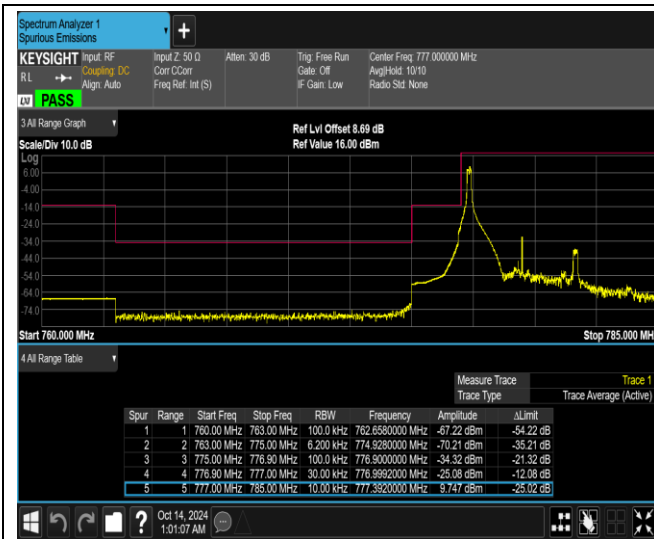 Spectrum Analyzer 1
Spurious Emissions
+
KEYSIGHT Input: RF Input Z: 50 Ω Atten: 30 dB Trig: Free Run Center Freq: 777.000000 MHz
RL Coupling: DC Corr CCorr Gate: Off Avg|Hold: 10/10
Align: Auto Freq Ref: Int (S) IF Gain: Low Radio Std: None
LXI PASS
3 All Range Graph
Ref Lvl Offset 8.69 dB
Scale/Div 10.0 dB Ref Value 16.00 dBm
Log
6.00
-4.00
-14.0
-24.0
-34.0
-44.0
-54.0
-64.0
-74.0
Start 760.000 MHz Stop 785.000 MH
4 All Range Table
Measure Trace Trace 1
Trace Type Trace Average (Active)
Spur Range Start Freq Stop Freq RBW Frequency Amplitude ΔLimit
1 1 760.00 MHz 763.00 MHz 100.0 kHz 762.6580000 MHz -67.22 dBm -54.22 dB
2 2 763.00 MHz 775.00 MHz 6.200 kHz 774.9280000 MHz -70.21 dBm -35.21 dB
3 3 775.00 MHz 776.90 MHz 100.0 kHz 776.9000000 MHz -34.32 dBm -21.32 dB
4 4 776.90 MHz 777.00 MHz 30.00 kHz 776.9992000 MHz -25.08 dBm -12.08 dB
5 5 777.00 MHz 785.00 MHz 10.00 kHz 777.3920000 MHz 9.747 dBm -25.02 dB
? Oct 14, 2024
1:01:07 AM